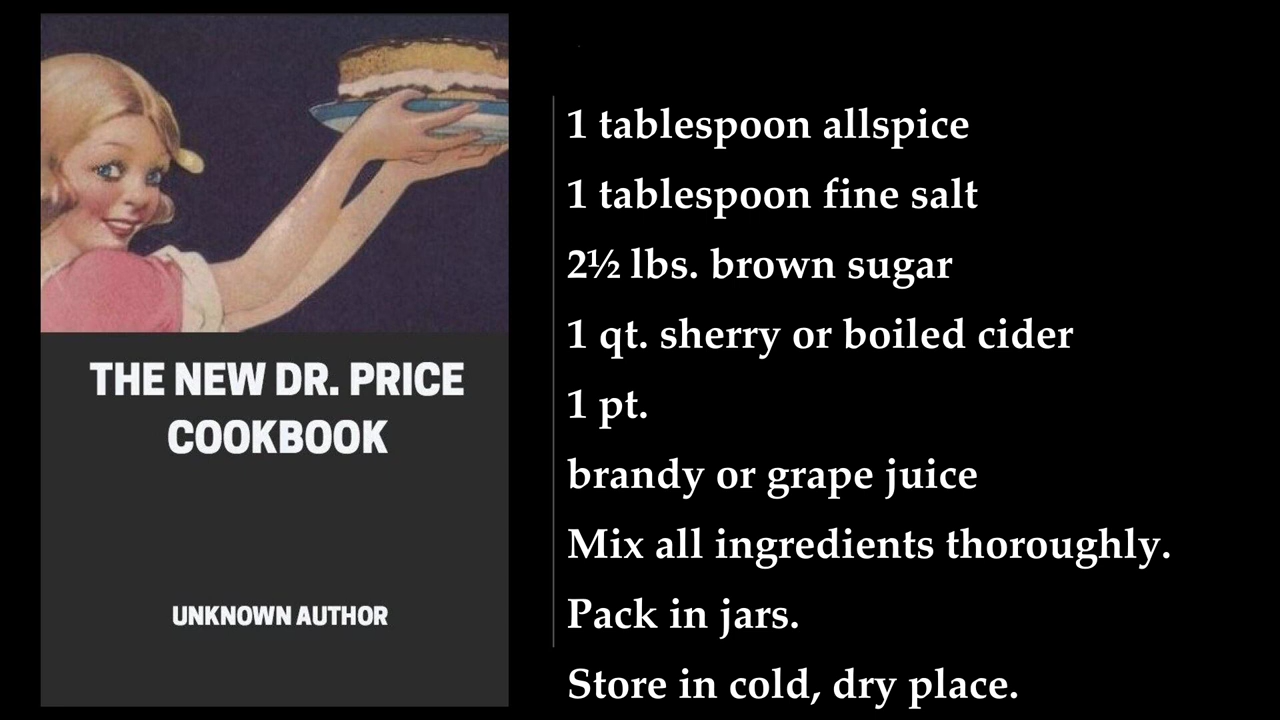 THE NEW DR. PRICE
COOKBOOK
UNKNOWN AUTHOR
1 tablespoon allspice
1 tablespoon fine salt
2½ lbs. brown sugar
1 qt. sherry or boiled cider
1 pt.
brandy or grape juice
Mix all ingredients thoroughly.
Pack in jars.
Store in cold, dry place.